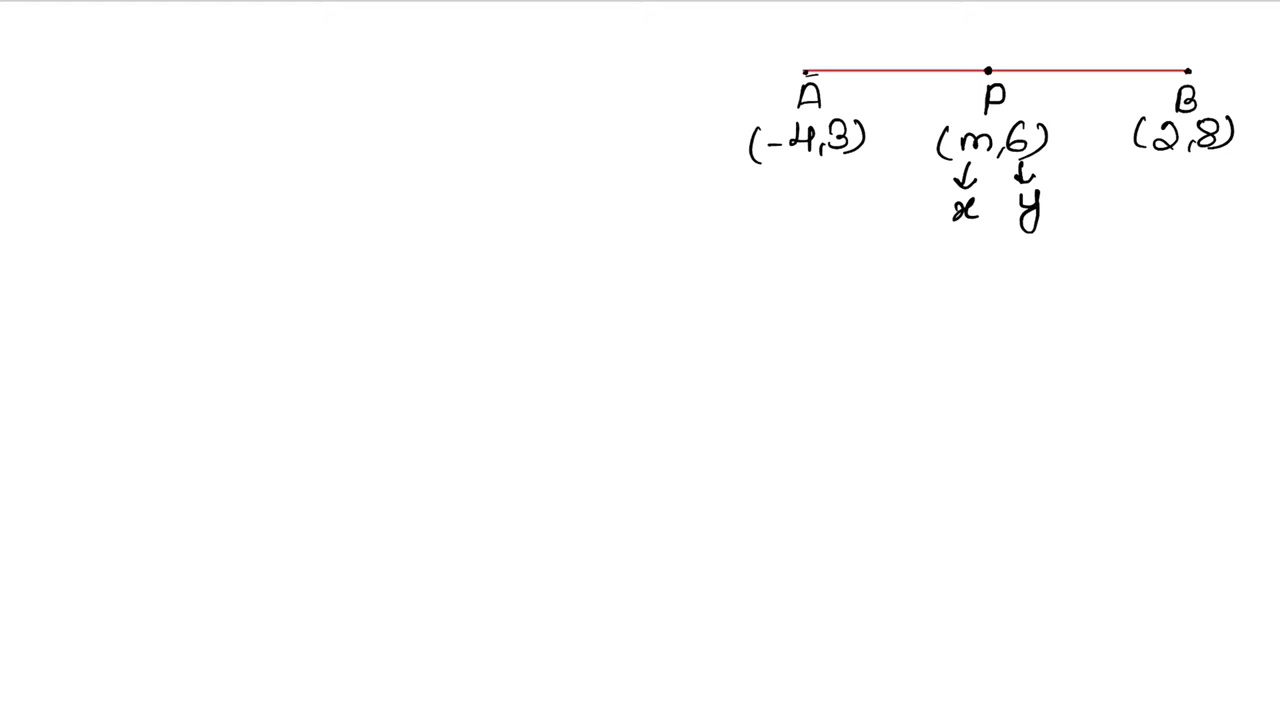 A P B
(-4,3) (m,6) (2,8)
↓ ↓
x y